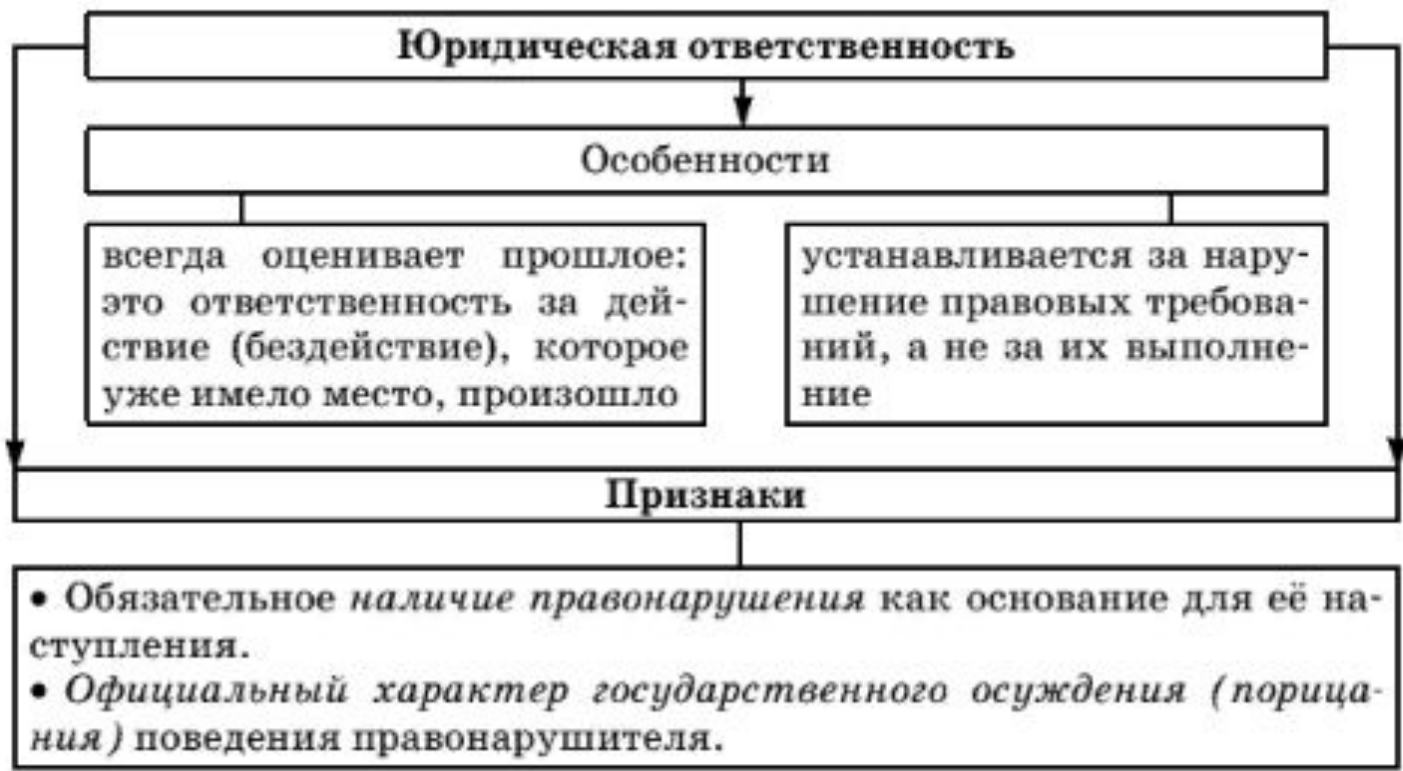 Юридическая ответственность
Особенности
всегда оценивает прошлое:
это ответственность за дей-
ствие (бездействие), которое
уже имело место, произошло
устанавливается за нару-
шение правовых требова-
ний, а не за их выполне-
ние
Признаки
• Обязательное наличие правонарушения как основание для её на-
ступления.
• Официальный характер государственного осуждения (порица-
ния) поведения правонарушителя.